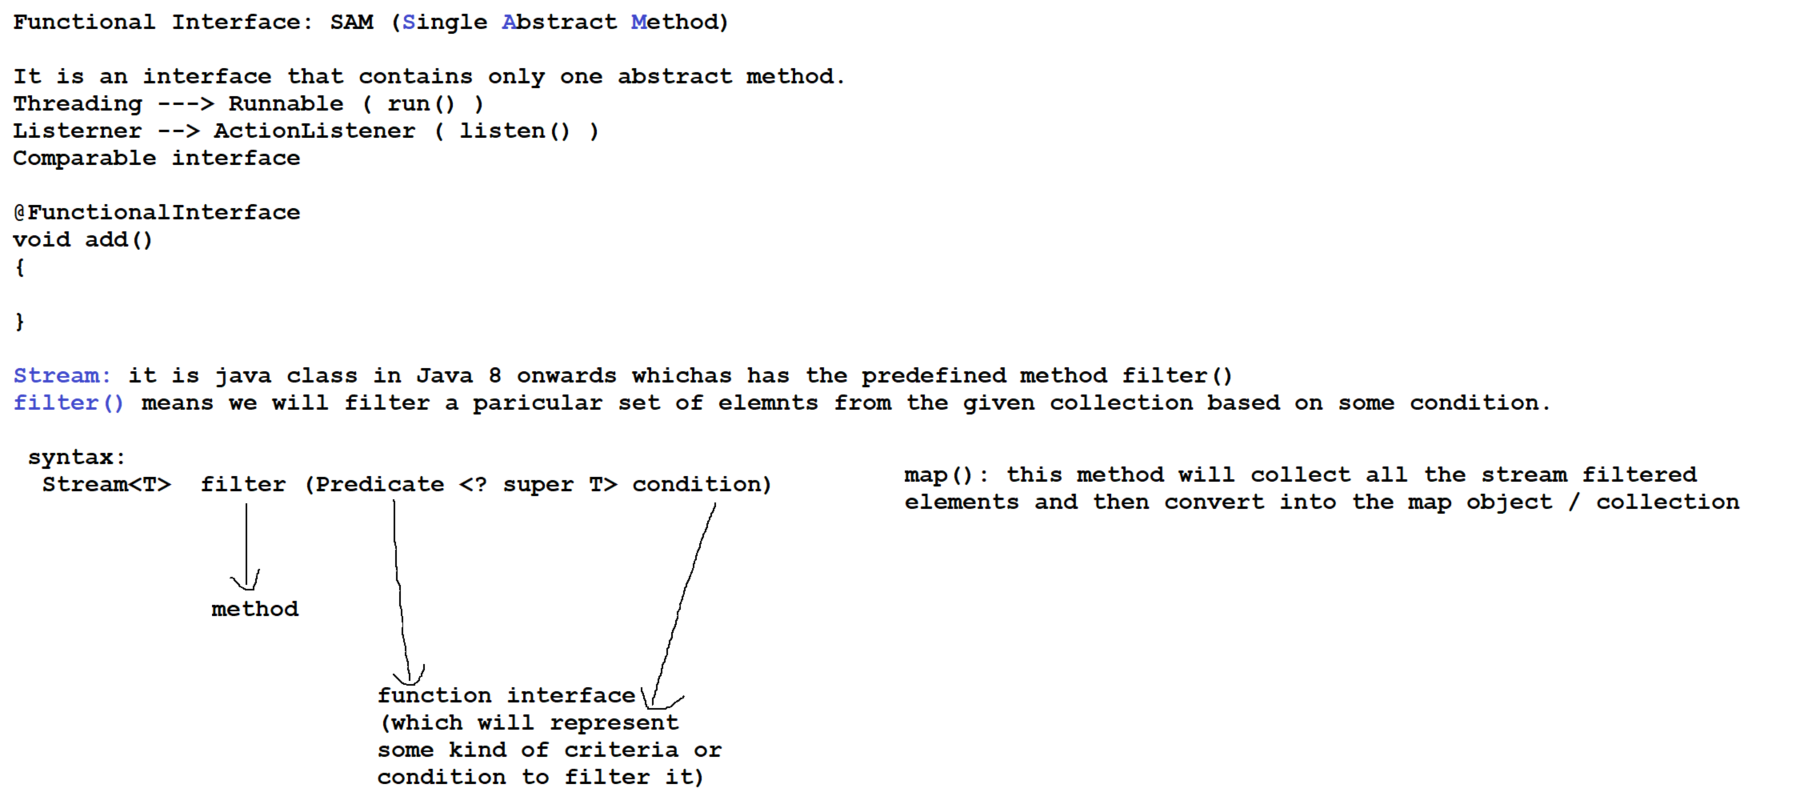 Functional Interface: SAM (Single Abstract Method)
It is an interface that contains only one abstract method.
Threading ---> Runnable ( run() )
Listerner --> ActionListener ( listen() )
Comparable interface
@FunctionalInterface
void add()
{
}
Stream: it is java class in Java 8 onwards whichas has the predefined method filter()
filter() means we will filter a paricular set of elemnts from the given collection based on some condition.
syntax:
Stream<T> filter (Predicate <? super T> condition)
method
function interface
(which will represent
some kind of criteria or
condition to filter it)
map(): this method will collect all the stream filtered
elements and then convert into the map object / collection